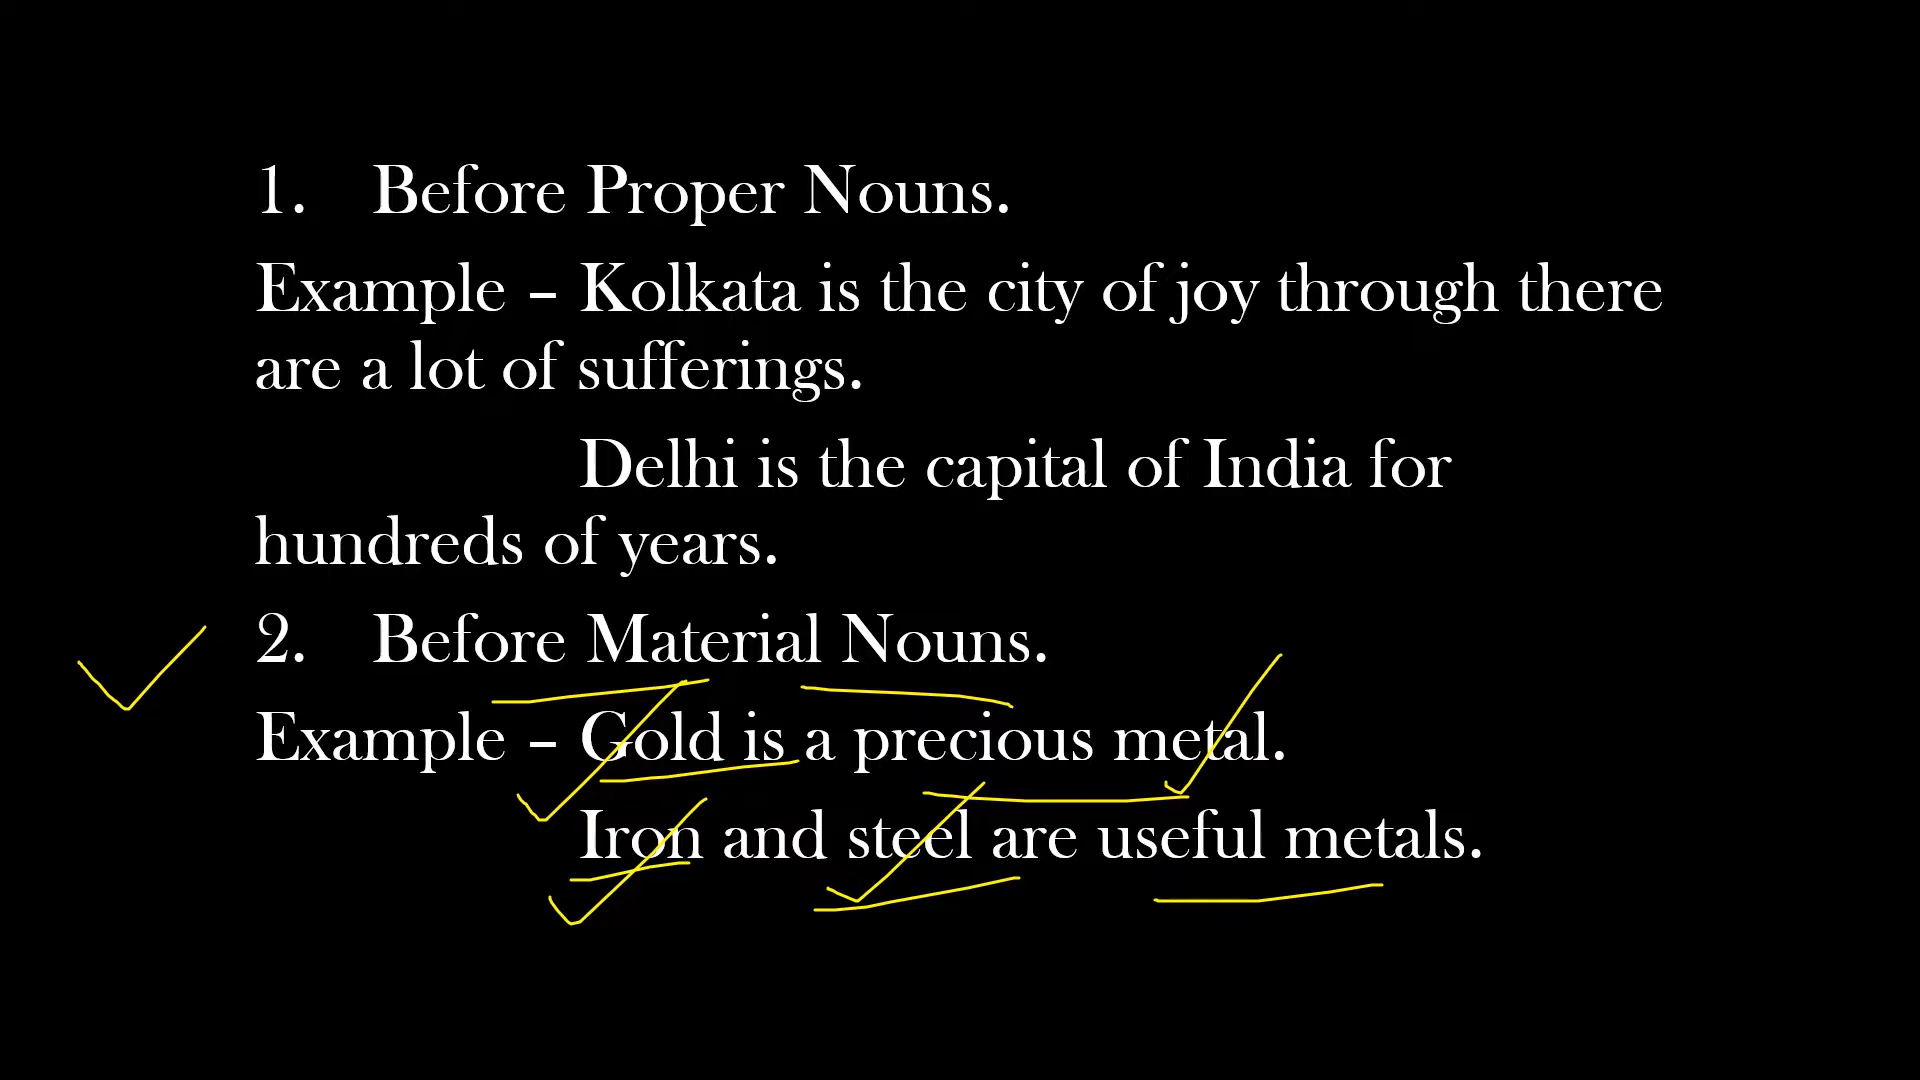 1. Before Proper Nouns.
Example – Kolkata is the city of joy through there
are a lot of sufferings.
Delhi is the capital of India for
hundreds of years.
2. Before Material Nouns.
Example – Gold is a precious metal.
Iron and steel are useful metals.